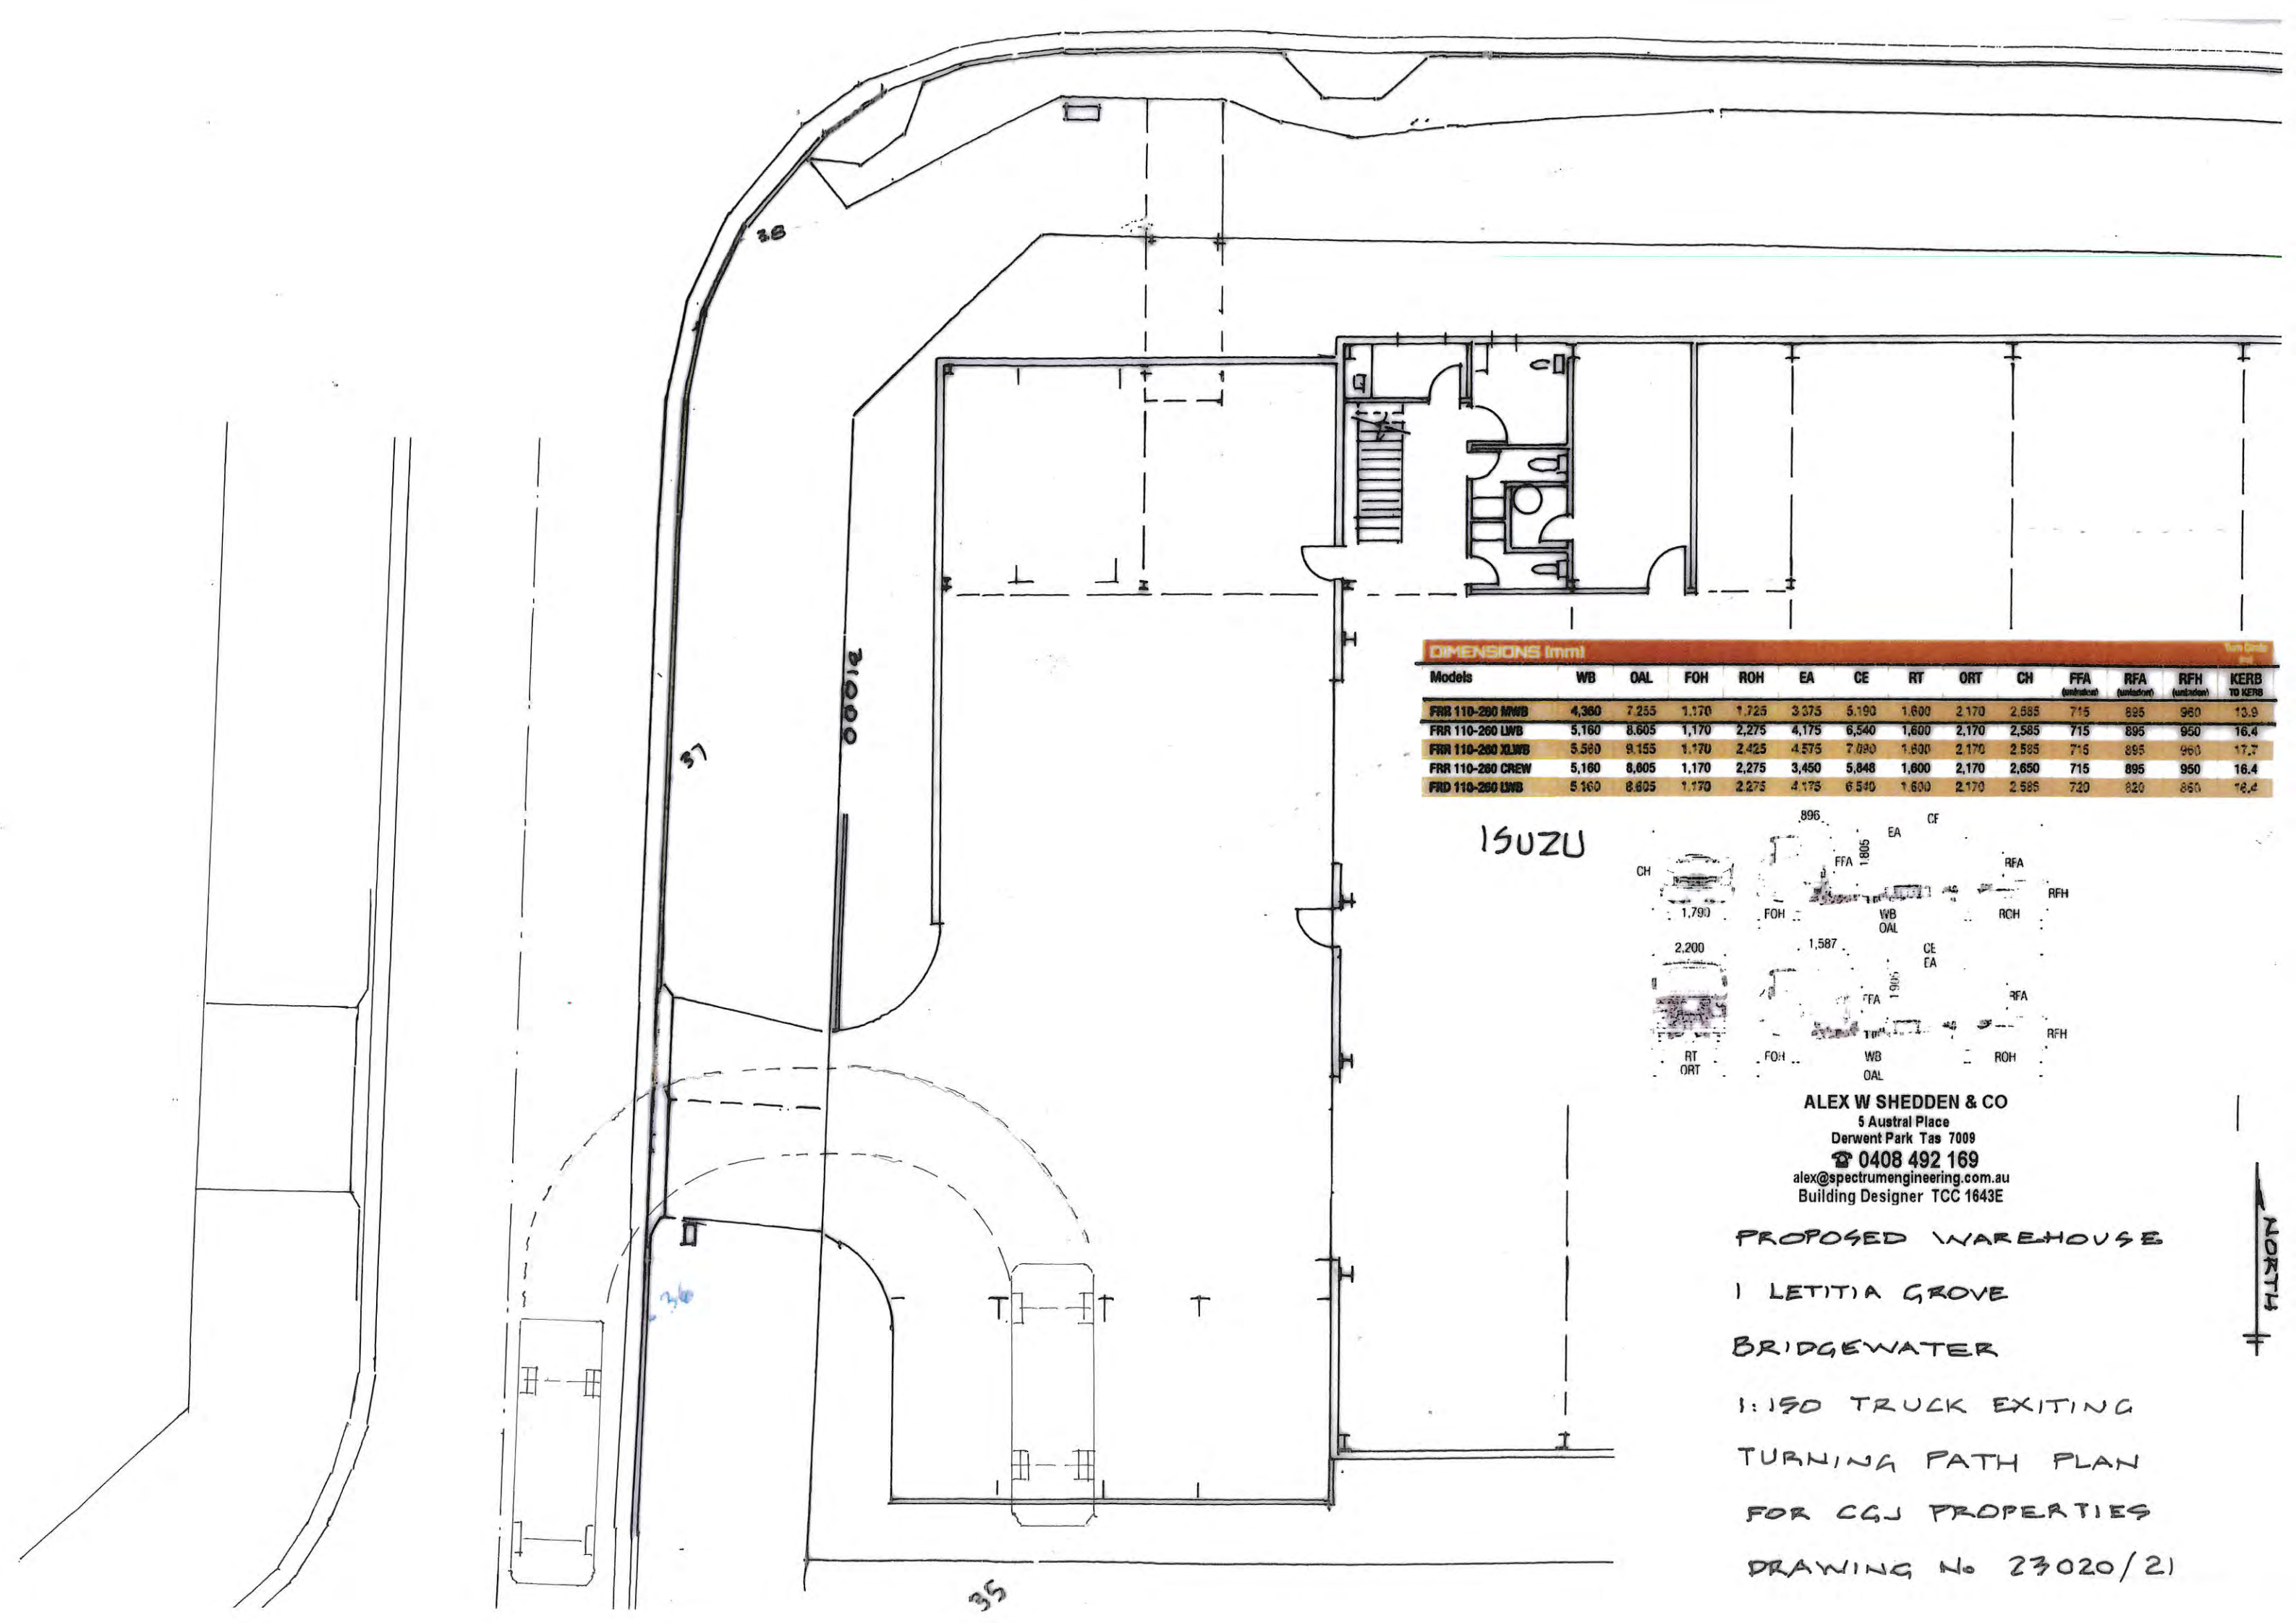 38
37
21000
36
35
DIMENSIONS (mm)
Turn Circle (m)
Models WB OAL FOH ROH EA CE RT ORT CH FFA (unladen) RFA (unladen) RFH (unladen) KERB TO KERB
FRR 110-260 MWB 4,360 7,255 1,170 1,725 3,375 5,190 1,600 2,170 2,585 715 895 960 13.9
FRR 110-260 LWB 5,160 8,605 1,170 2,275 4,175 6,540 1,600 2,170 2,585 715 895 950 16.4
FRR 110-260 XLWB 5,560 9,155 1,170 2,425 4,575 7,090 1,600 2,170 2,585 715 895 960 17.7
FRR 110-260 CREW 5,160 8,605 1,170 2,275 3,450 5,848 1,600 2,170 2,650 715 895 950 16.4
FRD 110-260 LWB 5,160 8,605 1,170 2,275 4,175 6,540 1,600 2,170 2,585 720 820 860 16.4
ISUZU
896
CE
EA
1,805
FFA
RFA
CH
RFH
1,790
FOH
WB
ROH
OAL
2,200
1,587
CE
EA
1,905
FFA
RFA
RFH
RT
FOH
WB
ROH
ORT
OAL
ALEX W SHEDDEN & CO
5 Austral Place
Derwent Park Tas 7009
☎ 0408 492 169
alex@spectrumengineering.com.au
Building Designer TCC 1643E
PROPOSED WAREHOUSE
1 LETITIA GROVE
BRIDGEWATER
1:150 TRUCK EXITING
TURNING PATH PLAN
FOR CGJ PROPERTIES
DRAWING No 23020/21
NORTH